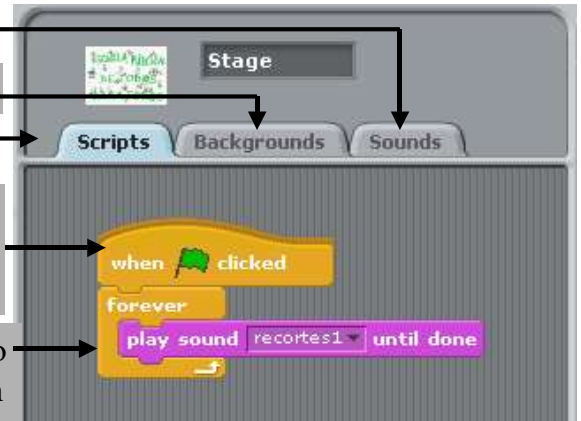 Stage
Scripts Backgrounds Sounds
when clicked
forever
play sound recortes1 until done